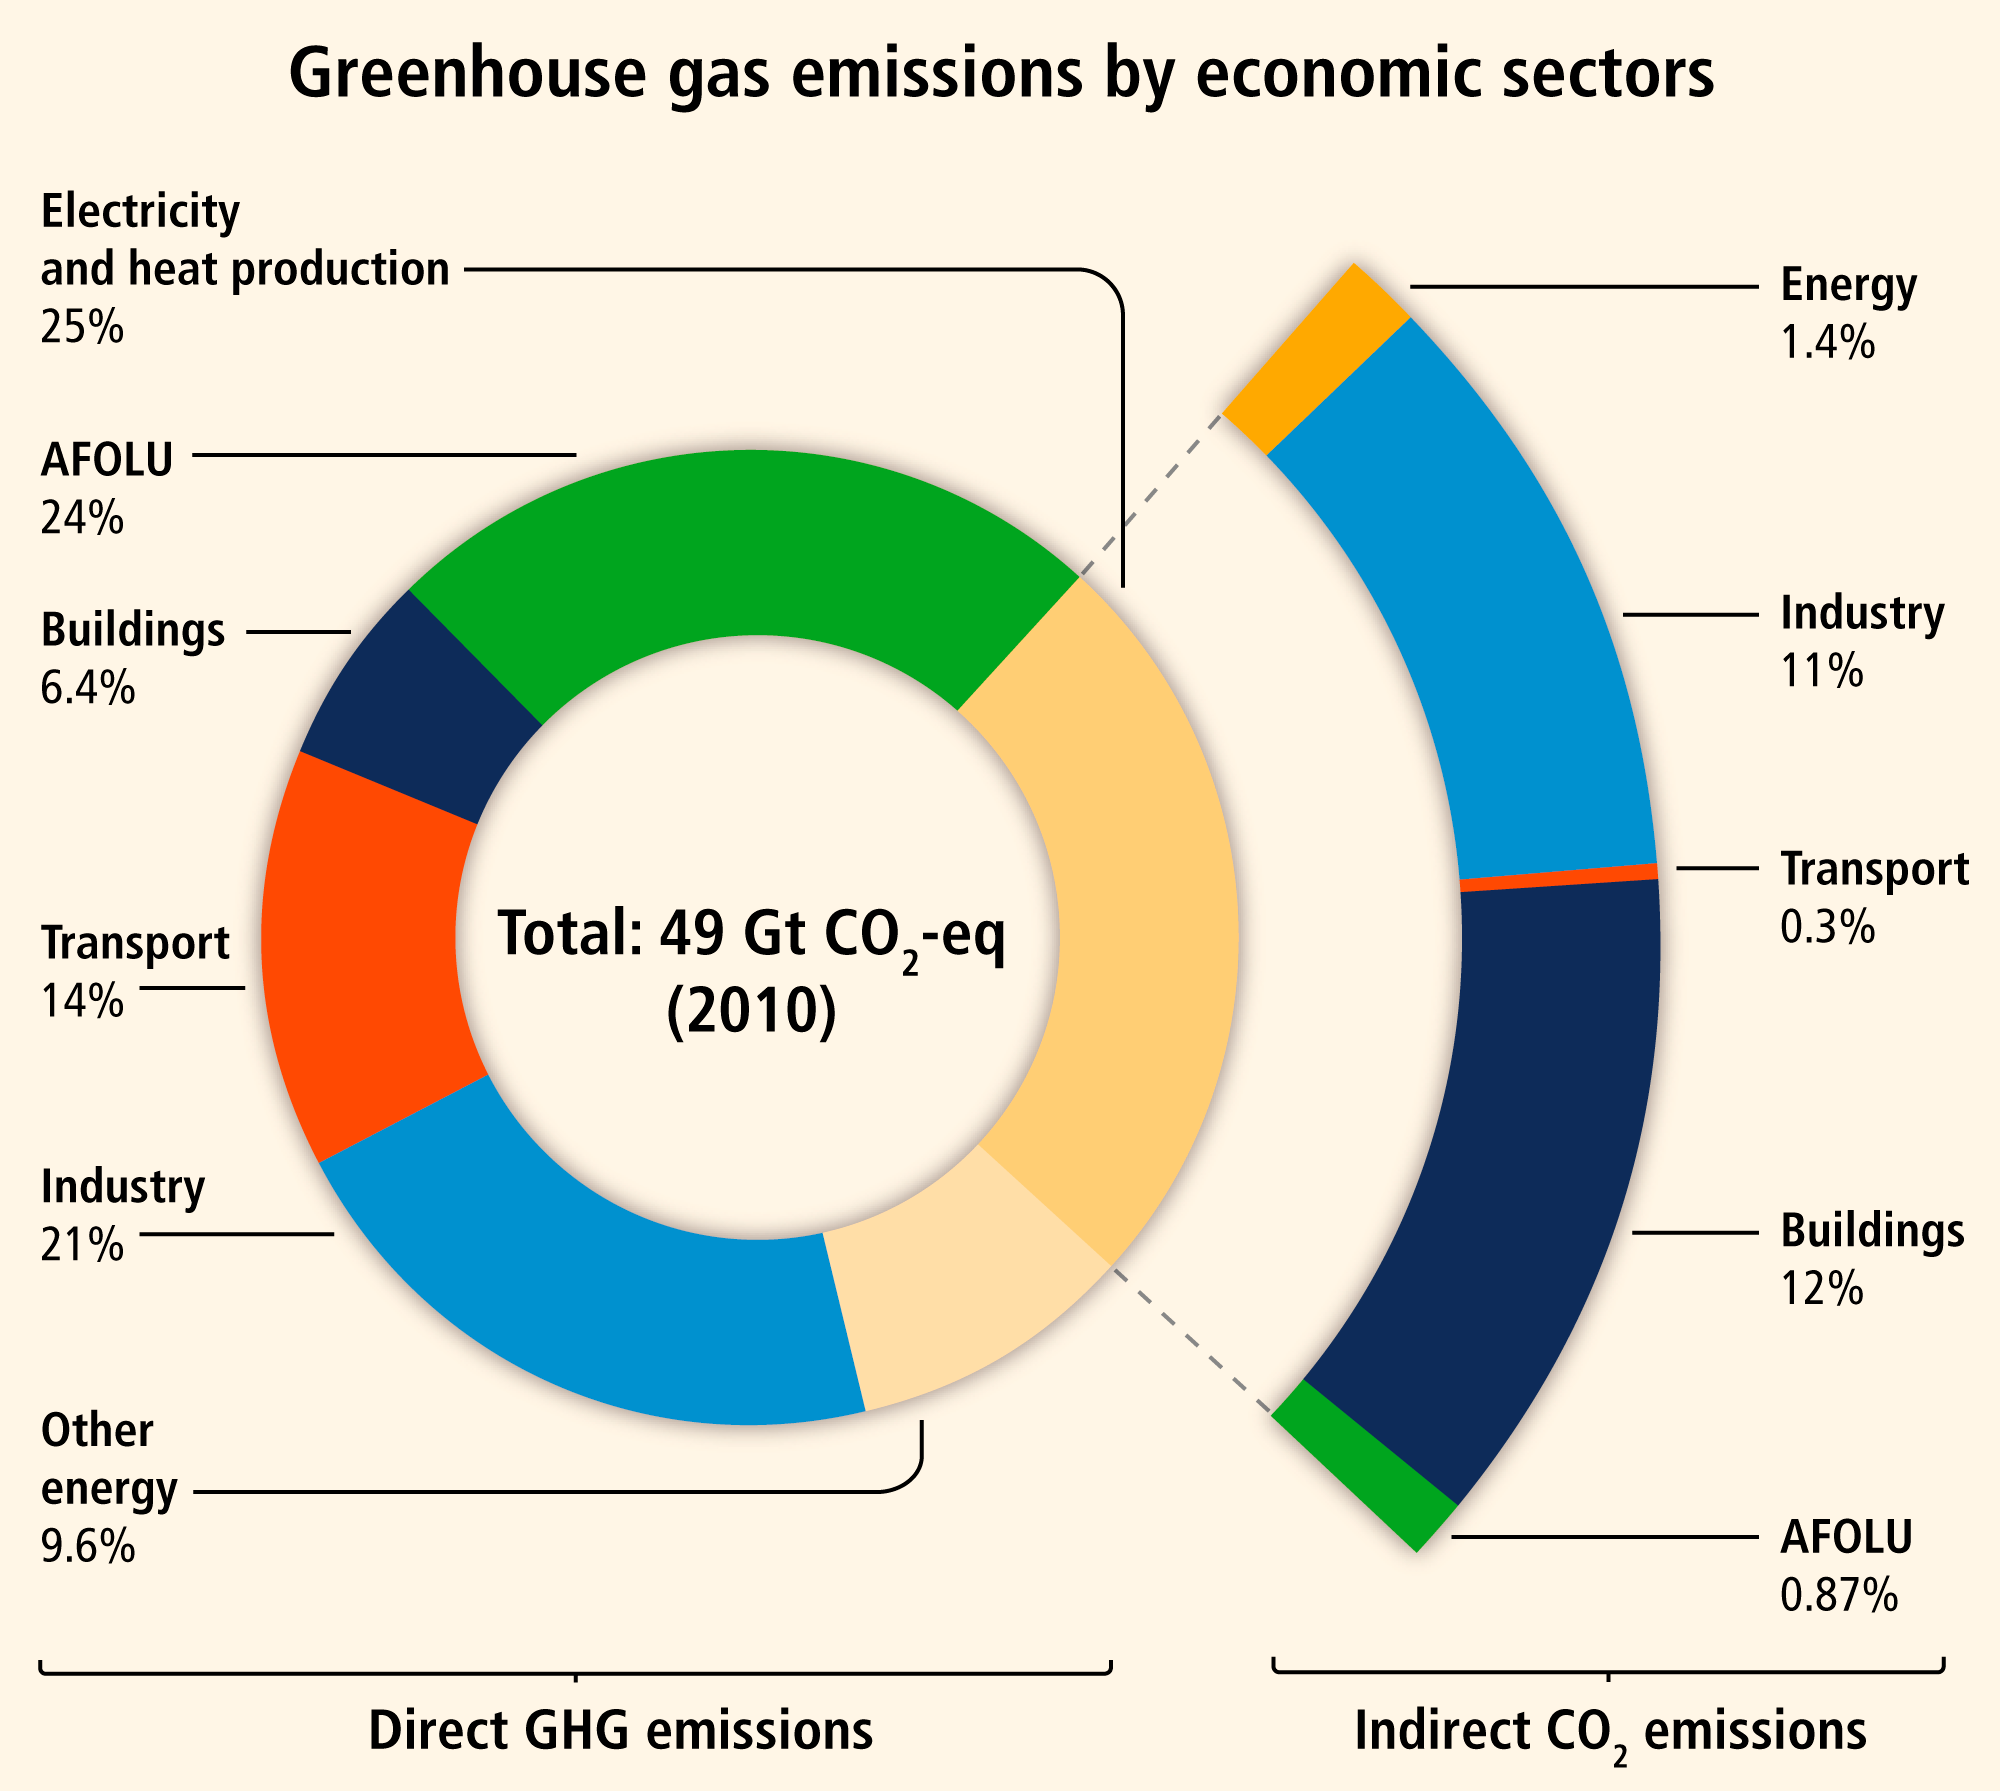 Greenhouse gas emissions by economic sectors
Electricity
and heat production
25%
AFOLU
24%
Buildings
6.4%
Transport
14%
Industry
21%
Other
energy
9.6%
Total: 49 Gt CO₂-eq
(2010)
Energy
1.4%
Industry
11%
Transport
0.3%
Buildings
12%
AFOLU
0.87%
Direct GHG emissions
Indirect CO₂ emissions